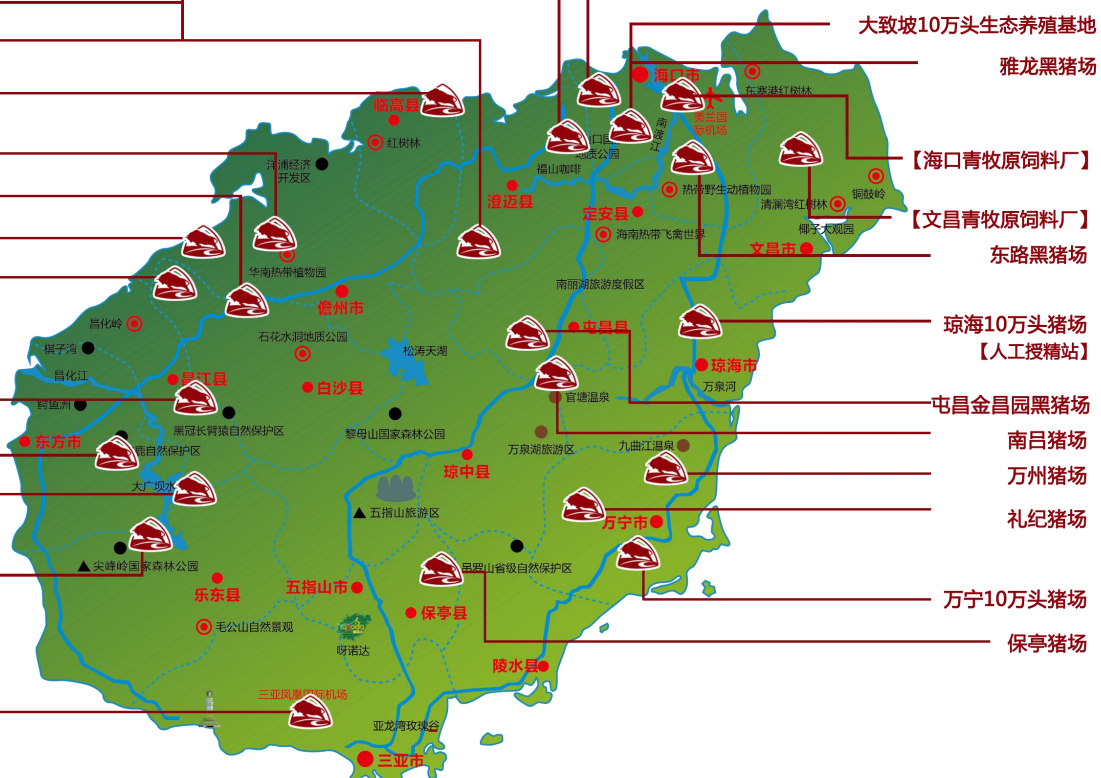 大致坡10万头生态养殖基地
雅龙黑猪场
【海口青牧原饲料厂】
【文昌青牧原饲料厂】
东路黑猪场
琼海10万头猪场
【人工授精站】
屯昌金昌园黑猪场
南吕猪场
万州猪场
礼纪猪场
万宁10万头猪场
保亭猪场
海口市
东寨港红树林
美兰国
际机场
南渡江
临高县
红树林
洋浦经济
开发区
地质公园
福山咖啡
澄迈县
定安县
热带野生动植物园
铜鼓岭
清澜湾红树林
椰子大观园
文昌市
海南热带飞禽世界
华南热带植物园
南丽湖旅游度假区
儋州市
昌化岭
石花水洞地质公园
屯昌县
棋子湾
松涛天湖
昌化江
昌江县
白沙县
琼海市
万泉河
官塘温泉
鳄鱼洲
黑冠长臂猿自然保护区
黎母山国家森林公园
东方市
鹿自然保护区
万泉湖旅游区
九曲江温泉
琼中县
大广坝水
五指山旅游区
万宁市
尖峰岭国家森林公园
吊罗山省级自然保护区
乐东县
五指山市
保亭县
毛公山自然景观
呀诺达
陵水县
三亚凤凰国际机场
亚龙湾玫瑰谷
三亚市